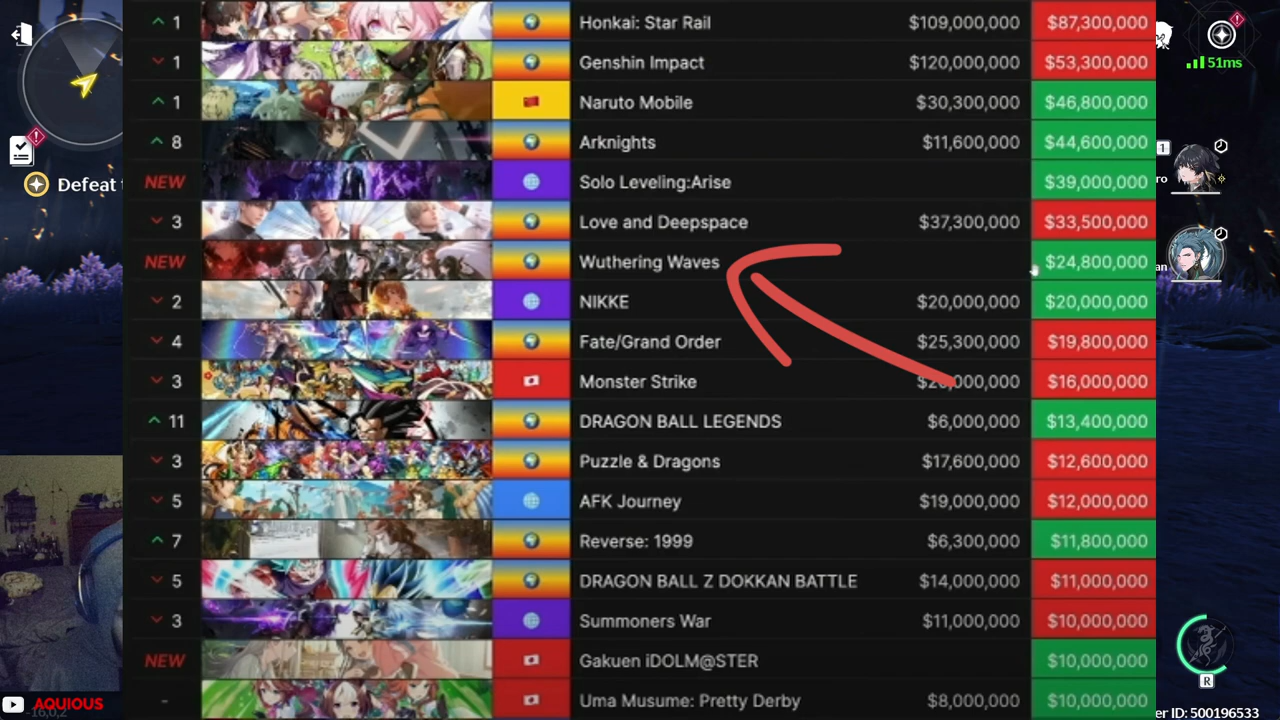 1 Honkai: Star Rail $109,000,000 $87,300,000
51ms
1 Genshin Impact $120,000,000 $53,300,000
1 Naruto Mobile $30,300,000 $46,800,000
8 Arknights $11,600,000 $44,600,000
1
NEW Solo Leveling:Arise $39,000,000
ro
Defeat
3 Love and Deepspace $37,300,000 $33,500,000
NEW Wuthering Waves $24,800,000
an
2 NIKKE $20,000,000 $20,000,000
4 Fate/Grand Order $25,300,000 $19,800,000
3 Monster Strike $16,000,000
11 DRAGON BALL LEGENDS $6,000,000 $13,400,000
3 Puzzle & Dragons $17,600,000 $12,600,000
5 AFK Journey $19,000,000 $12,000,000
7 Reverse: 1999 $6,300,000 $11,800,000
5 DRAGON BALL Z DOKKAN BATTLE $14,000,000 $11,000,000
3 Summoners War $11,000,000 $10,000,000
NEW Gakuen iDOLM@STER $10,000,000
R
- Uma Musume: Pretty Derby $8,000,000 $10,000,000
AQUIOUS
er ID: 500196533